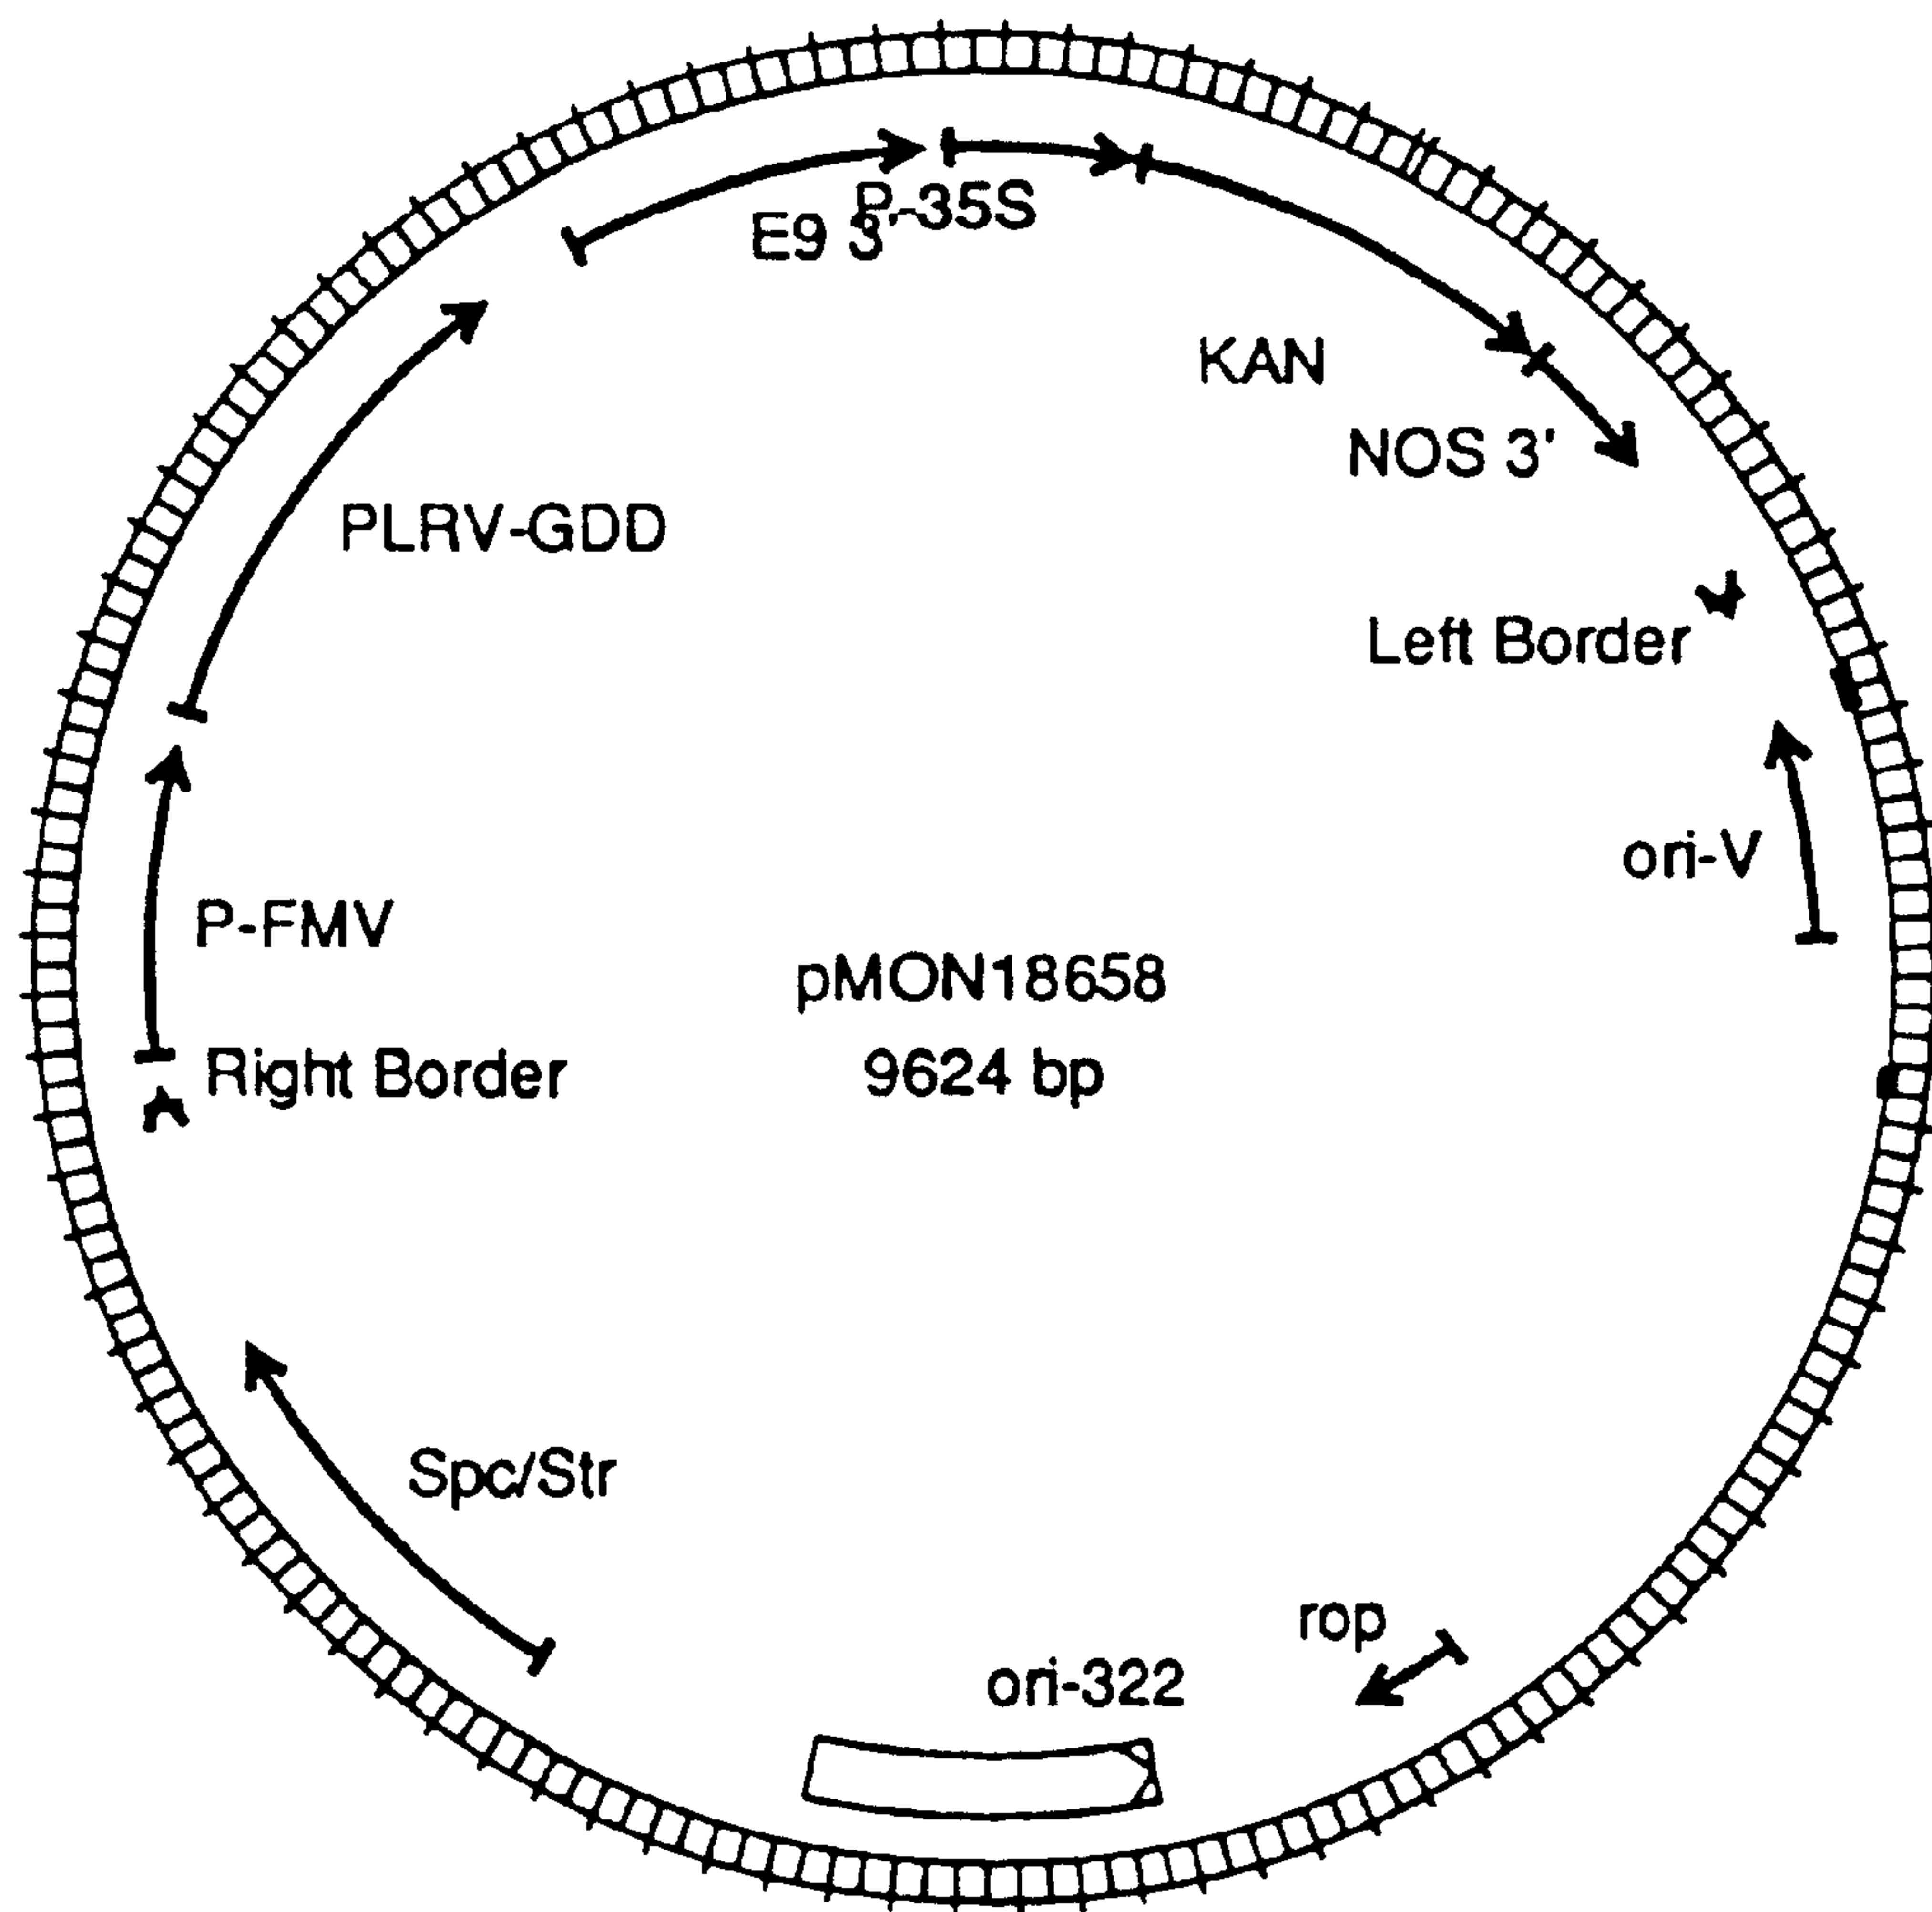 P-35S
E9 3'
KAN
NOS 3'
PLRV-GDD
Left Border
ori-V
P-FMV
pMON18658
Right Border
9624 bp
Spc/Str
rop
ori-322